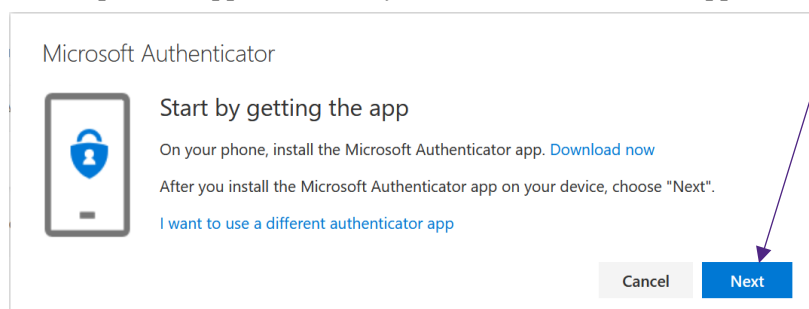 Microsoft Authenticator
Start by getting the app
On your phone, install the Microsoft Authenticator app. Download now
After you install the Microsoft Authenticator app on your device, choose "Next".
I want to use a different authenticator app
Cancel Next